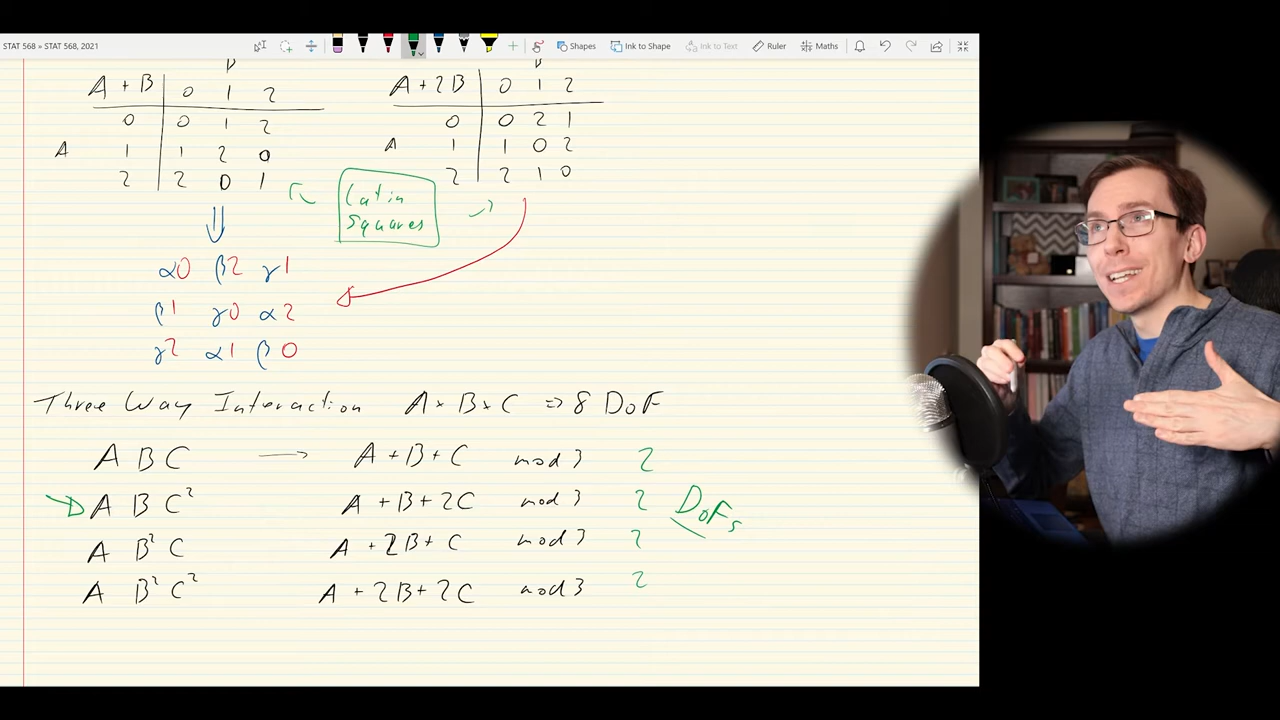 STAT 568 » STAT 568, 2021
Shapes Ink to Shape Ink to Text Ruler Maths
A + B 0 1 2
0 0 1 2
A 1 1 2 0
2 2 0 1
A + 2B 0 1 2
0 0 2 1
A 1 1 0 2
2 2 1 0
Latin
Squares
α0 β2 γ1
β1 γ0 α2
γ2 α1 β0
Three Way Interaction A × B × C ⇒ 8 DoF
A B C → A + B + C mod 3 2
A B C² A + B + 2C mod 3 2
A B² C A + 2B + C mod 3 2
A B² C² A + 2B + 2C mod 3 2
DoFs